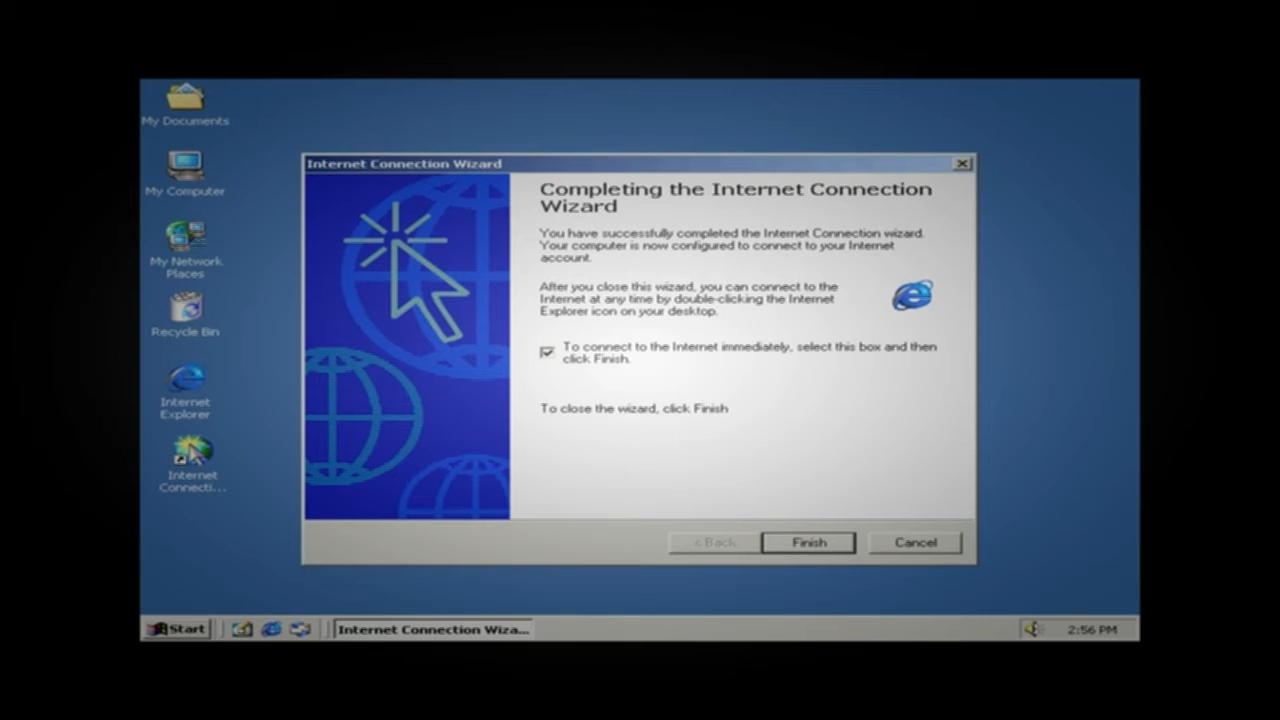 My Documents
My Computer
My Network
Places
Recycle Bin
Internet
Explorer
Internet
Connecti...
Internet Connection Wizard
Completing the Internet Connection
Wizard
You have successfully completed the Internet Connection wizard.
Your computer is now configured to connect to your Internet
account.
After you close this wizard, you can connect to the
Internet at any time by double-clicking the Internet
Explorer icon on your desktop.
To connect to the Internet immediately, select this box and then
click Finish.
To close the wizard, click Finish
< Back
Finish
Cancel
Start
Internet Connection Wiza...
2:56 PM